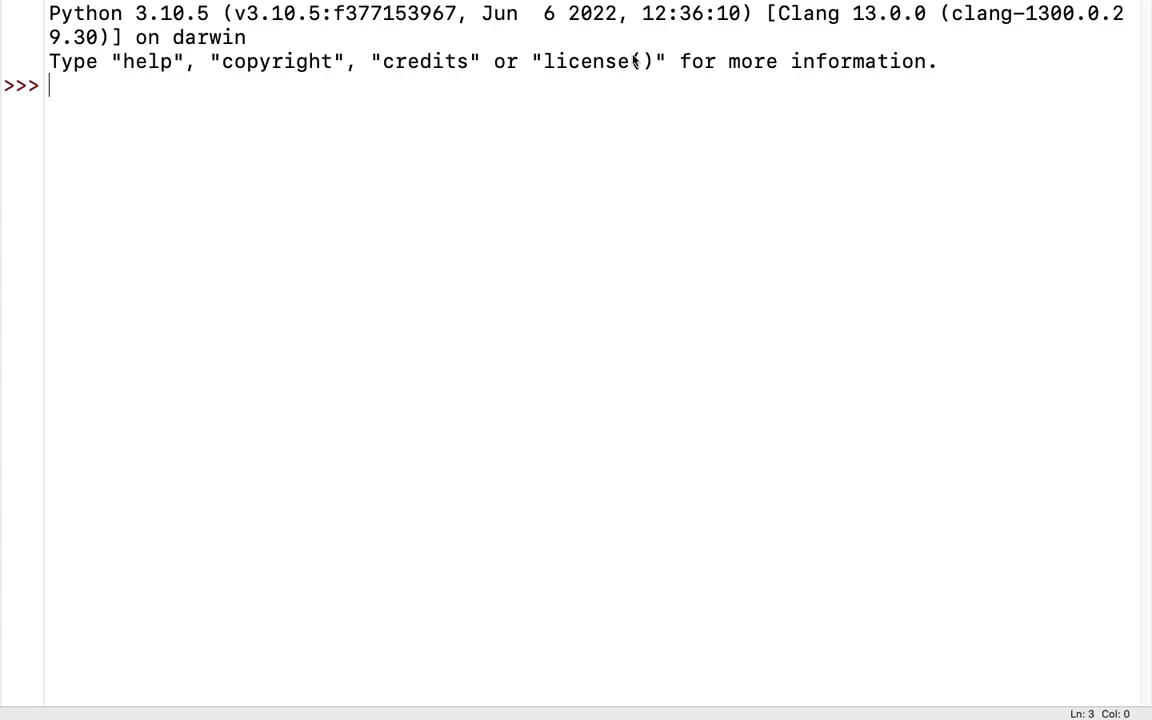 Python 3.10.5 (v3.10.5:f377153967, Jun  6 2022, 12:36:10) [Clang 13.0.0 (clang-1300.0.2
9.30)] on darwin
Type "help", "copyright", "credits" or "license()" for more information.
>>>
Ln: 3 Col: 0